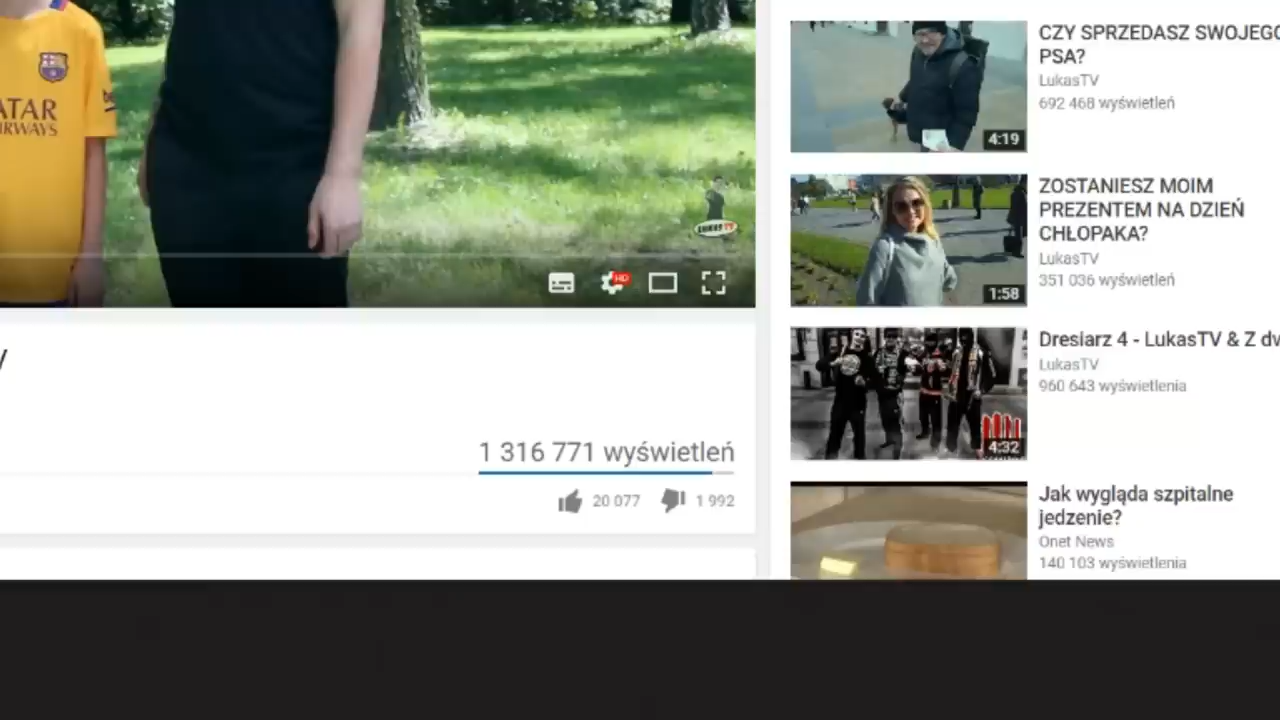 ATAR
IRWAYS
LUKAS TV
HD
/
1 316 771 wyświetleń
20 077
1 992
4:19
CZY SPRZEDASZ SWOJEGO
PSA?
LukasTV
692 468 wyświetleń
1:58
ZOSTANIESZ MOIM
PREZENTEM NA DZIEŃ
CHŁOPAKA?
LukasTV
351 036 wyświetleń
4:32
Dresiarz 4 - LukasTV & Z dw
LukasTV
960 643 wyświetlenia
Jak wygląda szpitalne
jedzenie?
Onet News
140 103 wyświetlenia